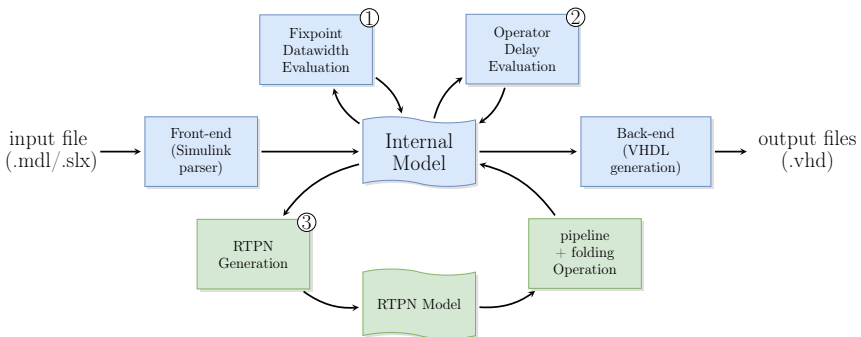 1
Fixpoint
Datawidth
Evaluation
2
Operator
Delay
Evaluation
input file
(.mdl/.slx)
Front-end
(Simulink
parser)
Internal
Model
Back-end
(VHDL
generation)
output files
(.vhd)
3
RTPN
Generation
RTPN Model
pipeline
+ folding
Operation